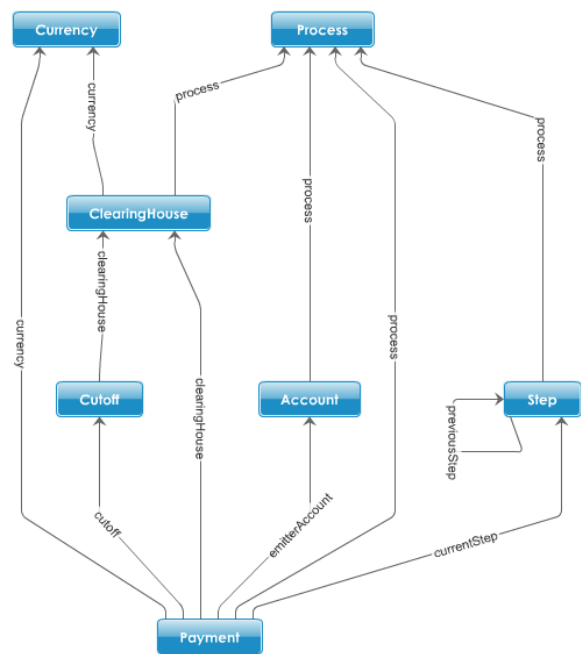 Currency
Process
currency
process
process
ClearingHouse
process
clearingHouse
currency
clearingHouse
process
Cutoff
Account
Step
previousStep
cutoff
emitterAccount
currentStep
Payment